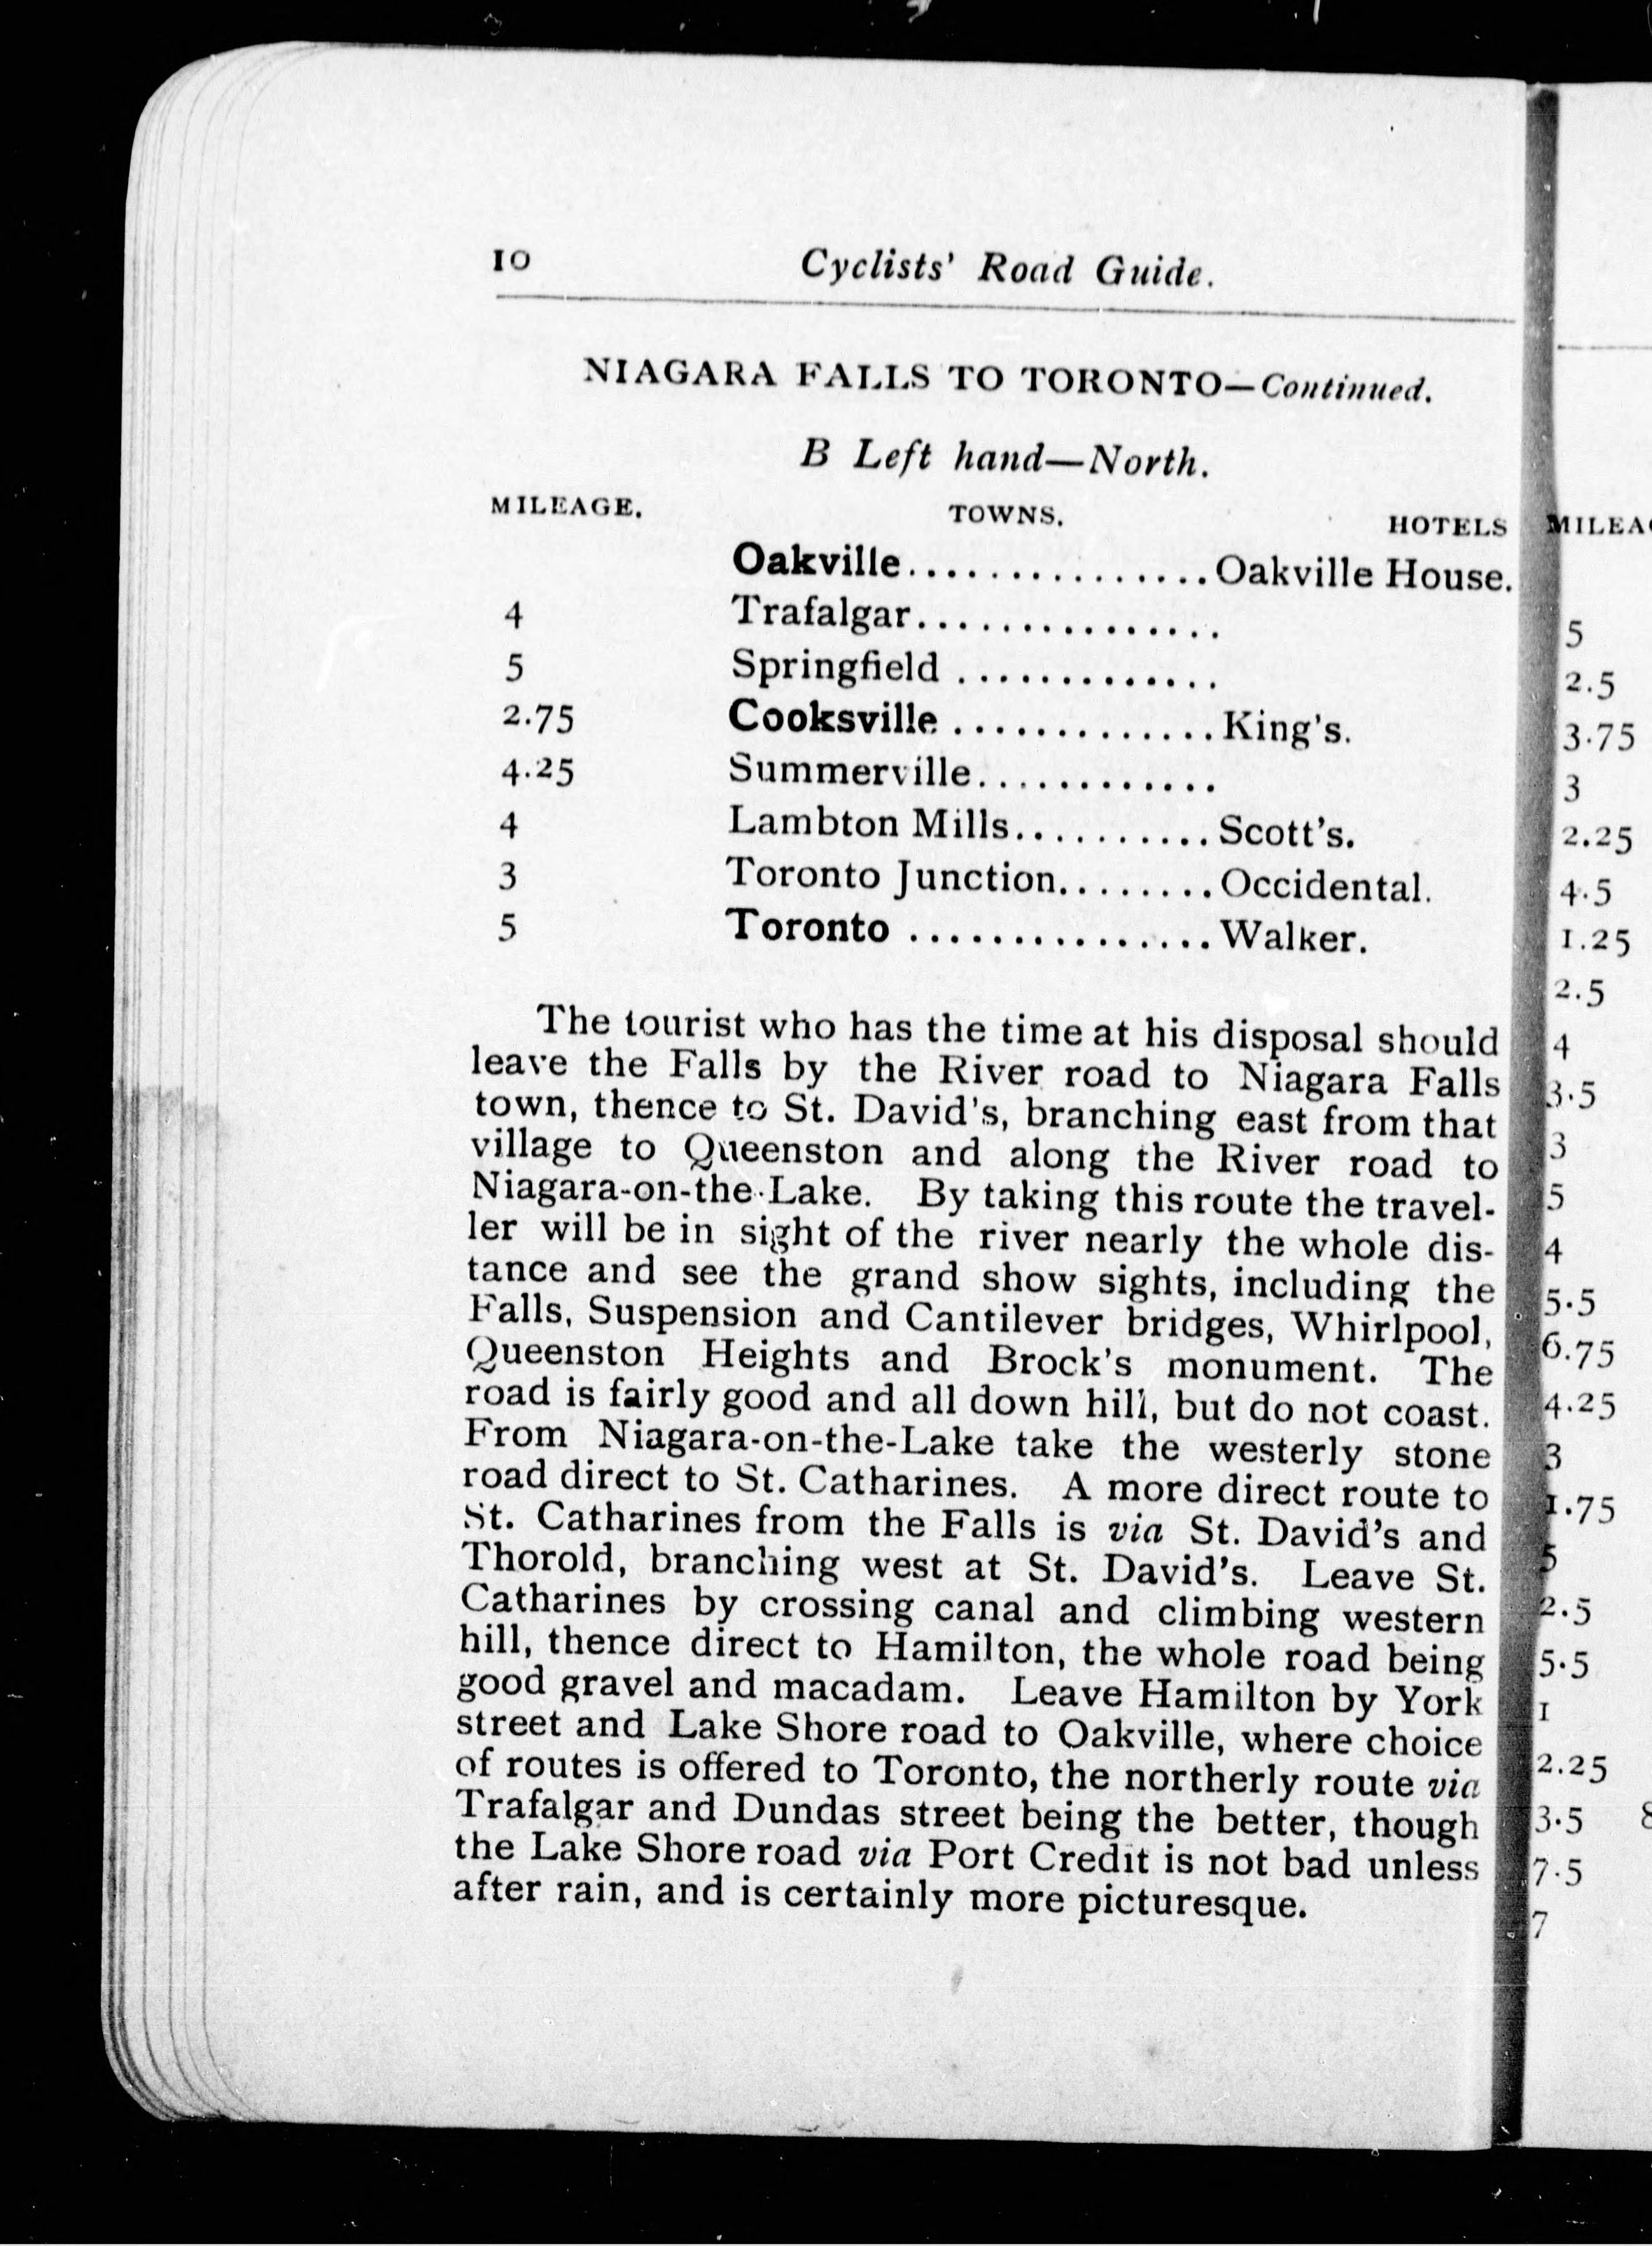 10 Cyclists' Road Guide.
NIAGARA FALLS TO TORONTO—Continued.
B Left hand—North.
MILEAGE. TOWNS. HOTELS
Oakville...............Oakville House.
4 Trafalgar...............
5 Springfield .............
2.75 Cooksville .............King's.
4.25 Summerville............
4 Lambton Mills..........Scott's.
3 Toronto Junction........Occidental.
5 Toronto ...............Walker.
The tourist who has the time at his disposal should
leave the Falls by the River road to Niagara Falls
town, thence to St. David's, branching east from that
village to Queenston and along the River road to
Niagara-on-the-Lake. By taking this route the travel-
ler will be in sight of the river nearly the whole dis-
tance and see the grand show sights, including the
Falls, Suspension and Cantilever bridges, Whirlpool,
Queenston Heights and Brock's monument. The
road is fairly good and all down hill, but do not coast.
From Niagara-on-the-Lake take the westerly stone
road direct to St. Catharines. A more direct route to
St. Catharines from the Falls is via St. David's and
Thorold, branching west at St. David's. Leave St.
Catharines by crossing canal and climbing western
hill, thence direct to Hamilton, the whole road being
good gravel and macadam. Leave Hamilton by York
street and Lake Shore road to Oakville, where choice
of routes is offered to Toronto, the northerly route via
Trafalgar and Dundas street being the better, though
the Lake Shore road via Port Credit is not bad unless
after rain, and is certainly more picturesque.
5
2.5
3.75
3
2.25
4.5
1.25
2.5
4
3.5
3
5
4
5.5
6.75
4.25
3
1.75
5
2.5
5.5
1
2.25
3.5
7.5
7